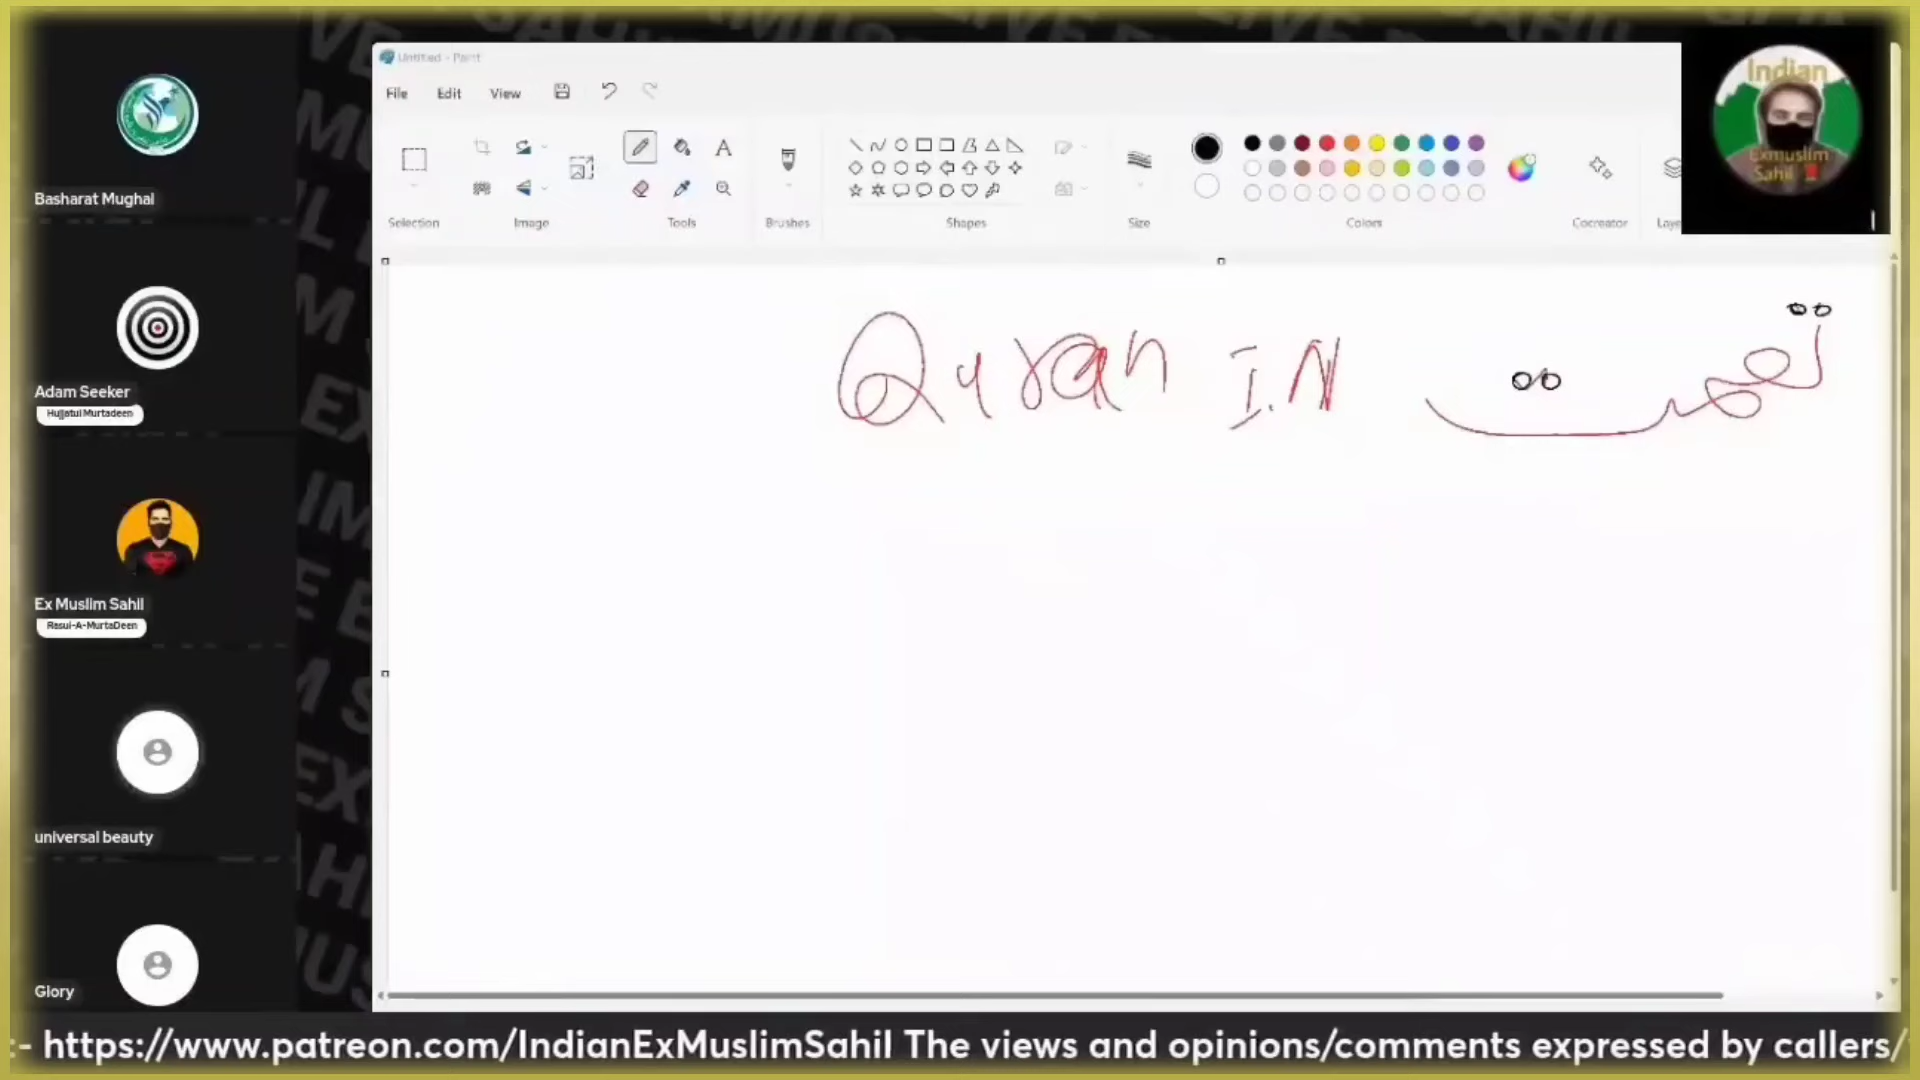 Untitled - Paint
File Edit View
Selection
Image
Tools
Brushes
Shapes
Size
Colors
Cocreator
Indian
Exmuslim
Sahil
Basharat Mughal
Adam Seeker
Hujjatul Murtadeen
Ex Muslim Sahil
Rasul-A-MurtaDeen
universal beauty
Glory
Quran I.N
:- https://www.patreon.com/IndianExMuslimSahil The views and opinions/comments expressed by callers/